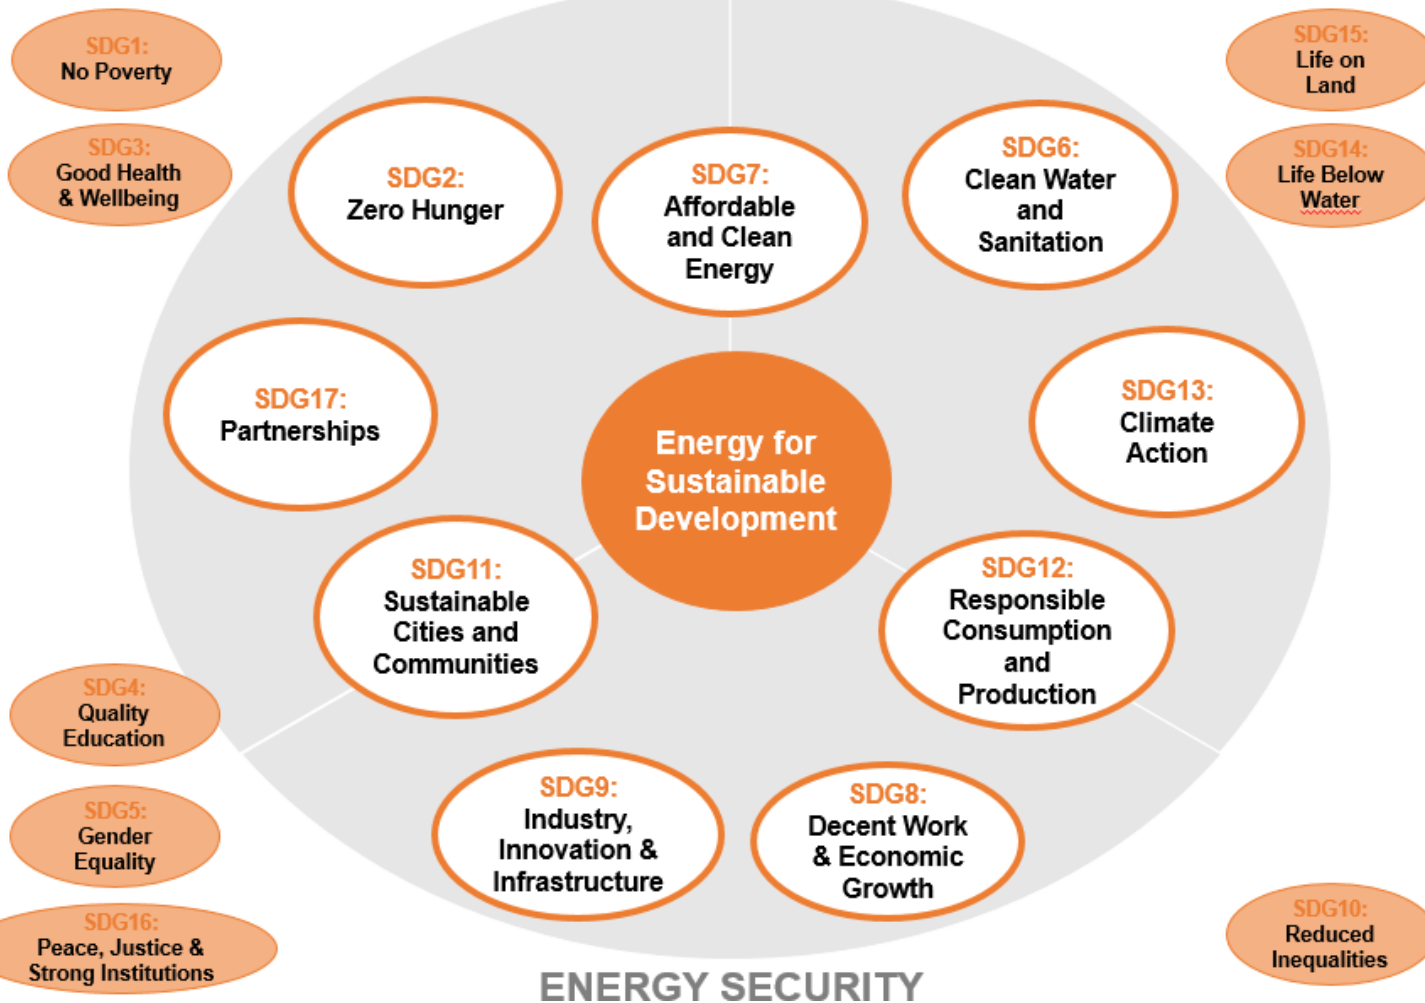 SDG1:
No Poverty
SDG3:
Good Health
& Wellbeing
SDG2:
Zero Hunger
SDG7:
Affordable
and Clean
Energy
SDG6:
Clean Water
and
Sanitation
SDG15:
Life on
Land
SDG14:
Life Below
Water
SDG17:
Partnerships
Energy for
Sustainable
Development
SDG13:
Climate
Action
SDG11:
Sustainable
Cities and
Communities
SDG12:
Responsible
Consumption
and
Production
SDG4:
Quality
Education
SDG5:
Gender
Equality
SDG16:
Peace, Justice &
Strong Institutions
SDG9:
Industry,
Innovation &
Infrastructure
SDG8:
Decent Work
& Economic
Growth
SDG10:
Reduced
Inequalities
ENERGY SECURITY